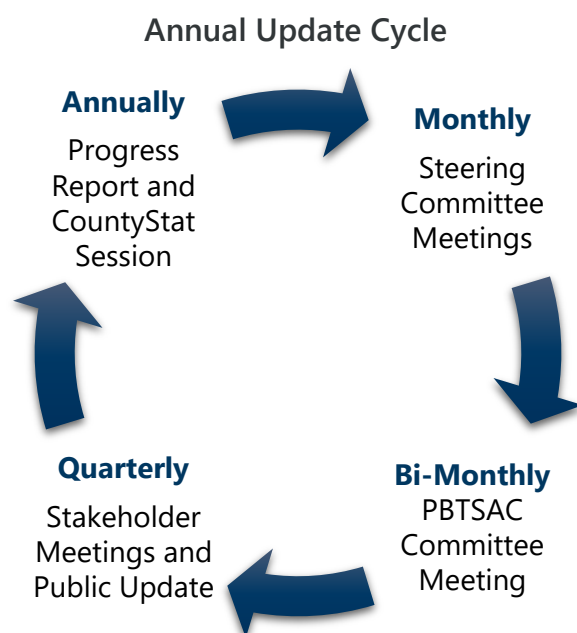 Annual Update Cycle
Annually
Progress
Report and
CountyStat
Session
Monthly
Steering
Committee
Meetings
Bi-Monthly
PBTSAC
Committee
Meeting
Quarterly
Stakeholder
Meetings and
Public Update